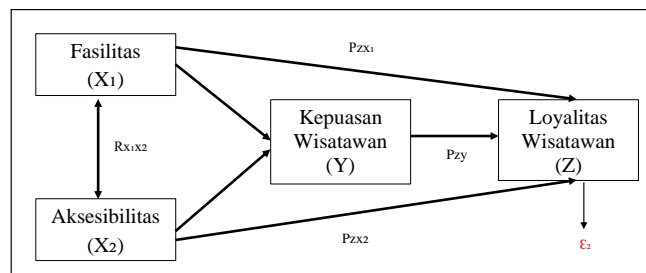 Fasilitas
(X₁)
Pzx₁
Kepuasan
Wisatawan
(Y)
Loyalitas
Wisatawan
(Z)
Rx₁x2
Pzy
Aksesibilitas
(X₂)
Pzx₂
ε₂